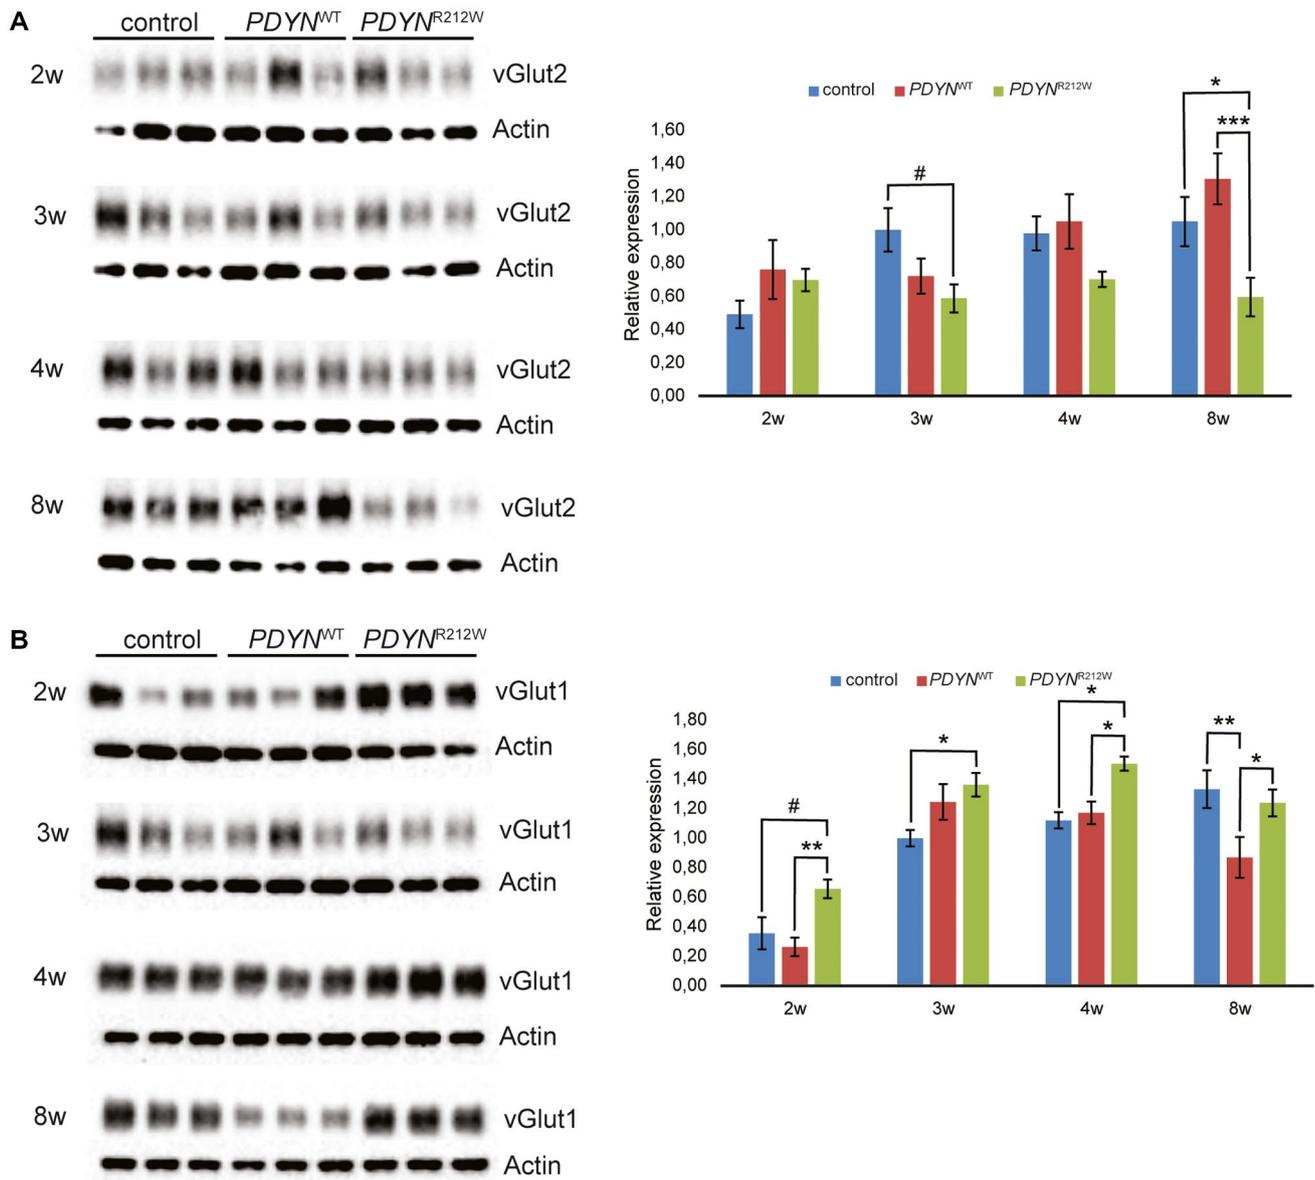 A
control PDYNWT PDYNR212W
2w vGlut2
Actin
3w vGlut2
Actin
4w vGlut2
Actin
8w vGlut2
Actin
control PDYNWT PDYNR212W
Relative expression
1,60
1,40
1,20
1,00
0,80
0,60
0,40
0,20
0,00
#
*
***
2w 3w 4w 8w
B
control PDYNWT PDYNR212W
2w vGlut1
Actin
3w vGlut1
Actin
4w vGlut1
Actin
8w vGlut1
Actin
control PDYNWT PDYNR212W
Relative expression
1,80
1,60
1,40
1,20
1,00
0,80
0,60
0,40
0,20
0,00
#
**
*
*
*
**
*
2w 3w 4w 8w